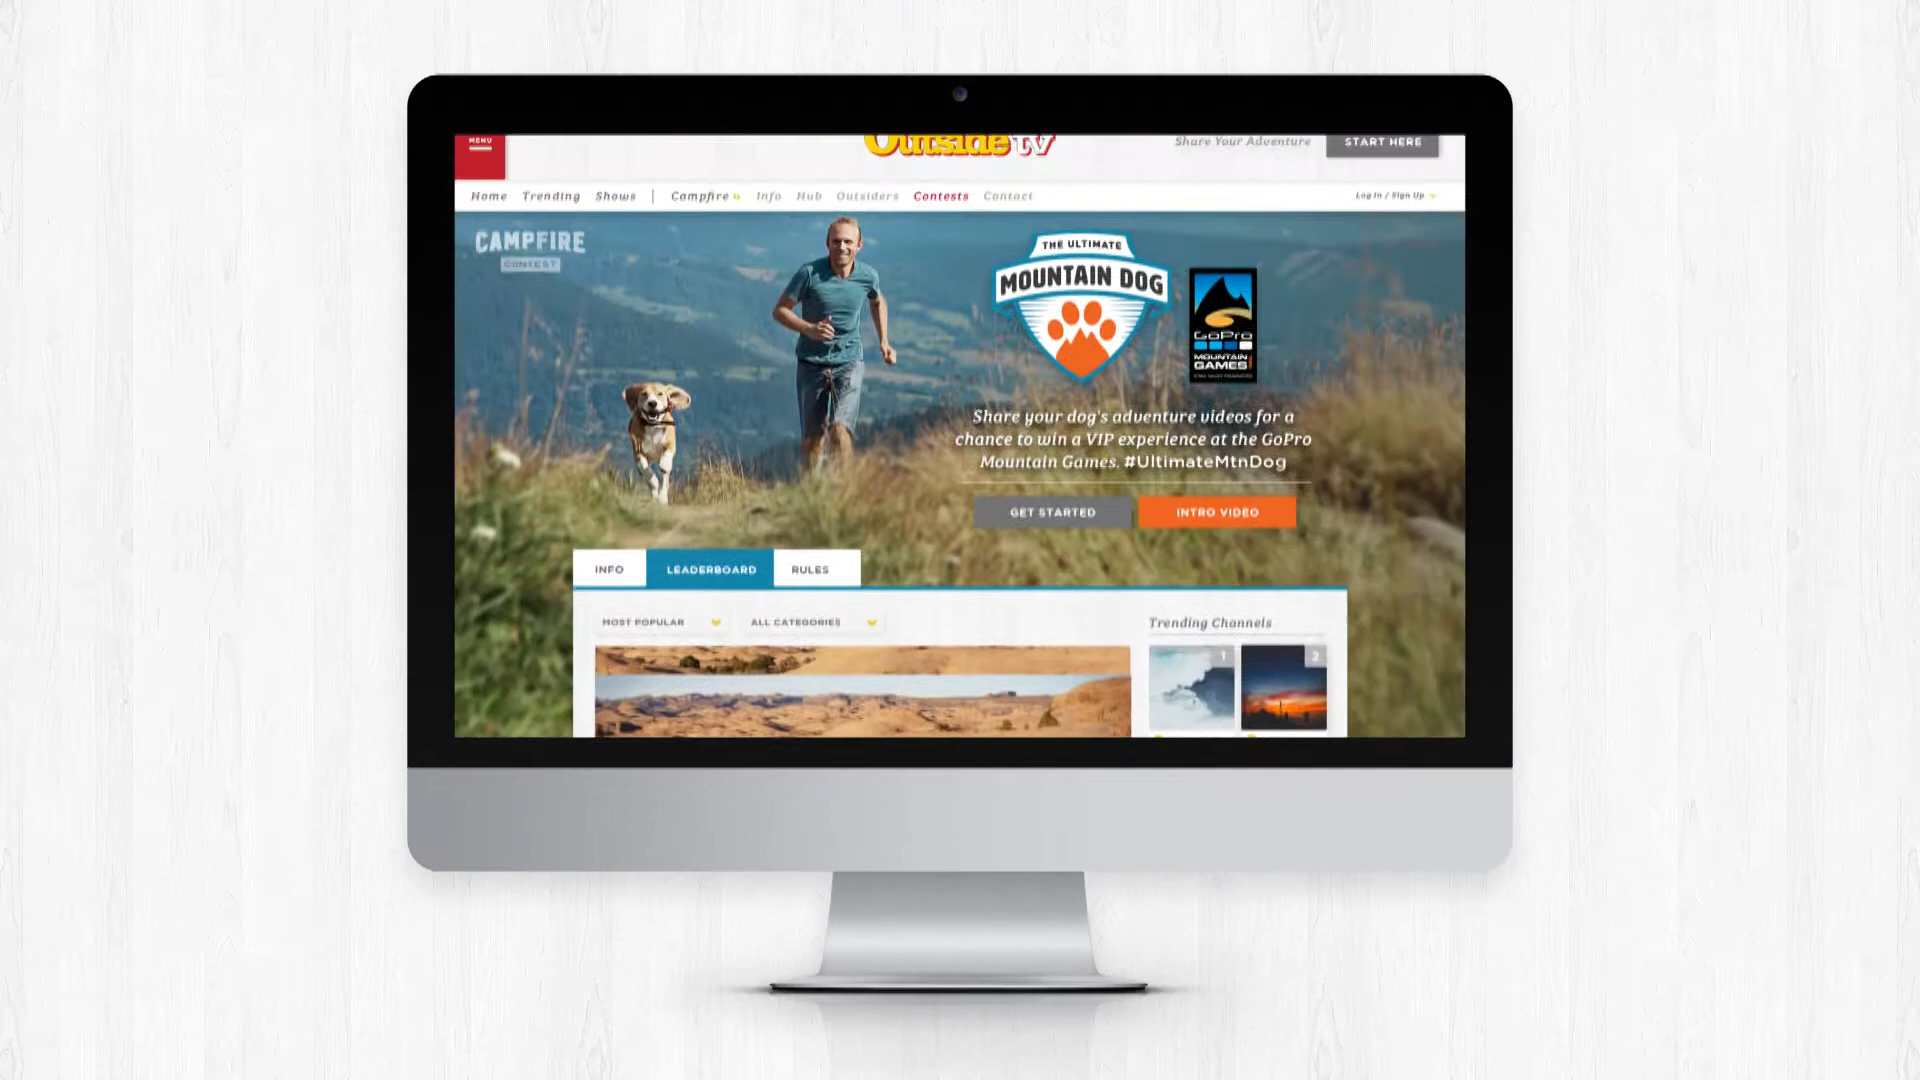 MENU
Outside tv
Share Your Adventure
START HERE
Home Trending Shows | Campfire Info Hub Outsiders Contests Contact
Log In / Sign Up
CAMPFIRE
CONTEST
THE ULTIMATE
MOUNTAIN DOG
GoPro
MOUNTAIN
GAMES
Share your dog's adventure videos for a
chance to win a VIP experience at the GoPro
Mountain Games. #UltimateMtnDog
GET STARTED
INTRO VIDEO
INFO
LEADERBOARD
RULES
MOST POPULAR
ALL CATEGORIES
Trending Channels
1
2